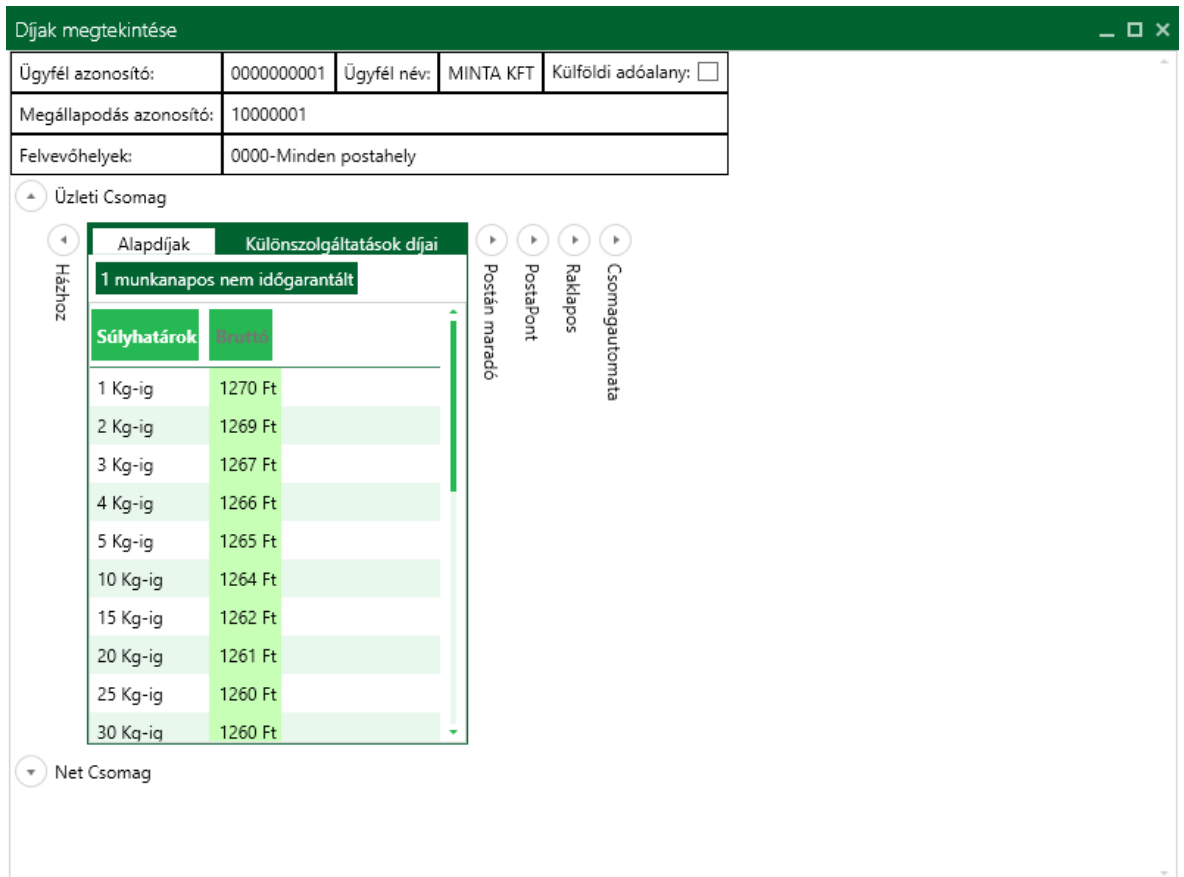 Díjak megtekintése
Ügyfél azonosító: 0000000001 Ügyfél név: MINTA KFT Külföldi adóalany:
Megállapodás azonosító: 10000001
Felvevőhelyek: 0000-Minden postahely
Üzleti Csomag
Házhoz
Alapdíjak Különszolgáltatások díjai
1 munkanapos nem időgarantált
Súlyhatárok Bruttó
1 Kg-ig 1270 Ft
2 Kg-ig 1269 Ft
3 Kg-ig 1267 Ft
4 Kg-ig 1266 Ft
5 Kg-ig 1265 Ft
10 Kg-ig 1264 Ft
15 Kg-ig 1262 Ft
20 Kg-ig 1261 Ft
25 Kg-ig 1260 Ft
30 Kg-ig 1260 Ft
Postán maradó
PostaPont
Raklapos
Csomagautomata
Net Csomag